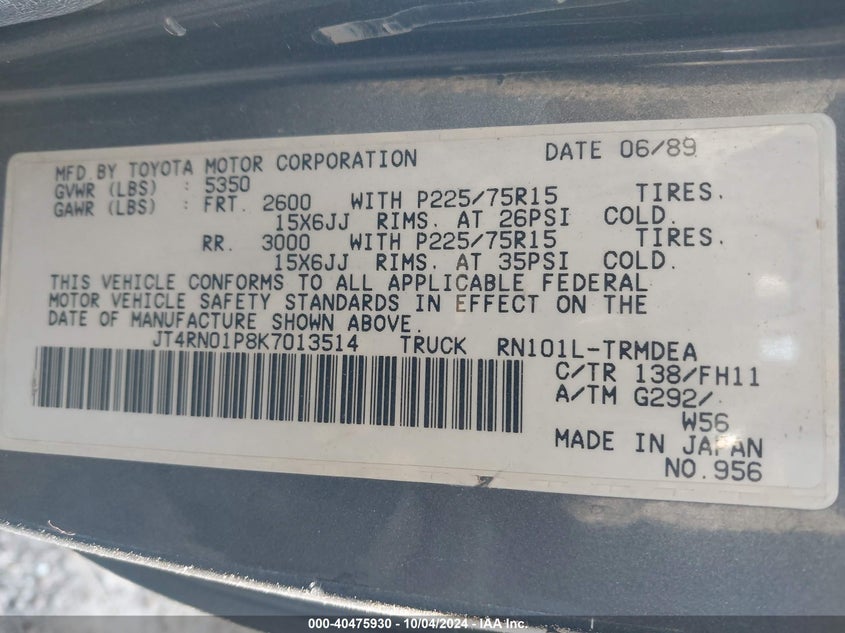 MFD. BY TOYOTA MOTOR CORPORATION DATE 06/89
GVWR (LBS) : 5350
GAWR (LBS) : FRT. 2600 WITH P225/75R15 TIRES.
15X6JJ RIMS. AT 26PSI COLD.
RR. 3000 WITH P225/75R15 TIRES.
15X6JJ RIMS. AT 35PSI COLD.
THIS VEHICLE CONFORMS TO ALL APPLICABLE FEDERAL
MOTOR VEHICLE SAFETY STANDARDS IN EFFECT ON THE
DATE OF MANUFACTURE SHOWN ABOVE.
JT4RN01P8K7013514 TRUCK RN101L-TRMDEA
C/TR 138/FH11
A/TM G292/
W56
MADE IN JAPAN
NO.956
000-40475930 - 10/04/2024 - IAA Inc.